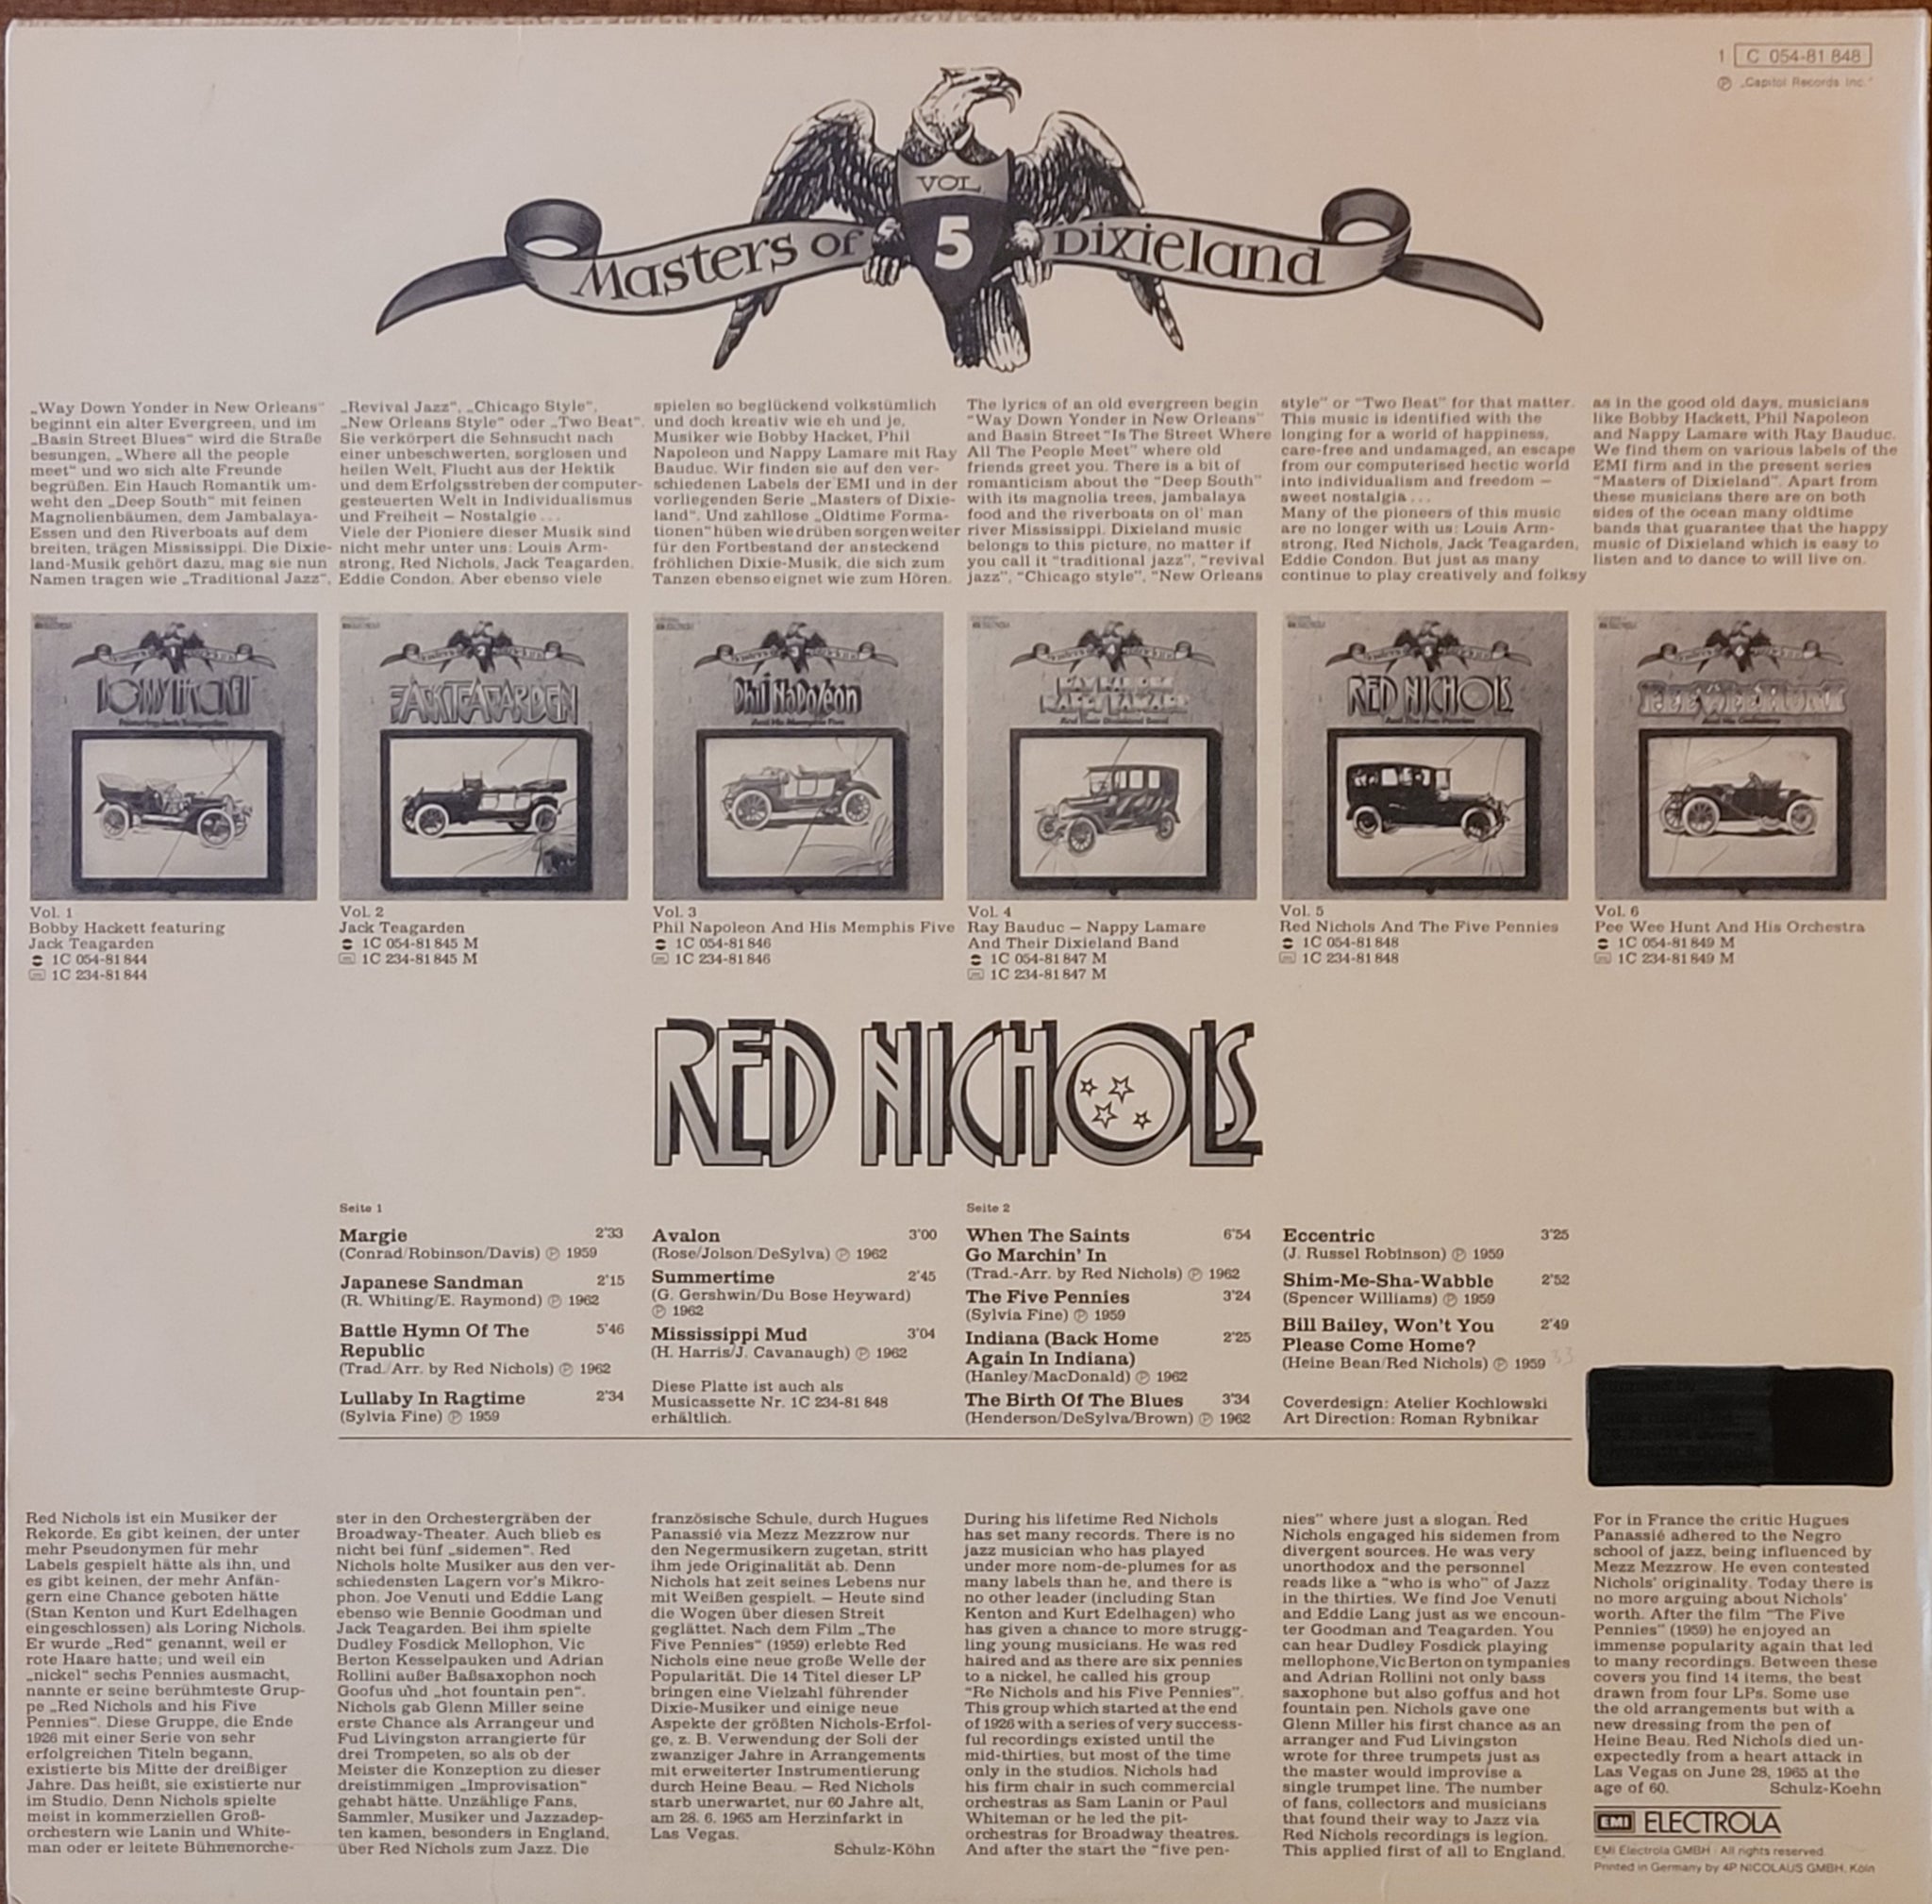 1 C 054-81 848
Ⓟ „Capitol Records Inc.“
VOL.
5
Masters of Dixieland
„Way Down Yonder in New Orleans“
beginnt ein alter Evergreen, und im
„Basin Street Blues“ wird die Straße
besungen, „Where all the people
meet“ und wo sich alte Freunde
begrüßen. Ein Hauch Romantik um-
weht den „Deep South“ mit feinen
Magnolienbäumen, dem Jambalaya-
Essen und den Riverboats auf dem
breiten, trägen Mississippi. Die Dixie-
land-Musik gehört dazu, mag sie nun
Namen tragen wie „Traditional Jazz“,
„Revival Jazz“, „Chicago Style“,
„New Orleans Style“ oder „Two Beat“.
Sie verkörpert die Sehnsucht nach
einer unbeschwerten, sorglosen und
heilen Welt, Flucht aus der Hektik
und dem Erfolgsstreben der computer-
gesteuerten Welt in Individualismus
und Freiheit – Nostalgie ...
Viele der Pioniere dieser Musik sind
nicht mehr unter uns: Louis Arm-
strong, Red Nichols, Jack Teagarden,
Eddie Condon. Aber ebenso viele
spielen so beglückend volkstümlich
und doch kreativ wie eh und je,
Musiker wie Bobby Hacket, Phil
Napoleon und Nappy Lamare mit Ray
Bauduc. Wir finden sie auf den ver-
schiedenen Labels der EMI und in der
vorliegenden Serie „Masters of Dixie-
land“. Und zahllose „Oldtime Forma-
tionen“ hüben wie drüben sorgen weiter
für den Fortbestand der ansteckend
fröhlichen Dixie-Musik, die sich zum
Tanzen ebenso eignet wie zum Hören.
The lyrics of an old evergreen begin
“Way Down Yonder in New Orleans”
and Basin Street “Is The Street Where
All The People Meet” where old
friends greet you. There is a bit of
romanticism about the “Deep South”
with its magnolia trees, jambalaya
food and the riverboats on ol' man
river Mississippi. Dixieland music
belongs to this picture, no matter if
you call it “traditional jazz”, “revival
jazz”, “Chicago style”, “New Orleans
style” or “Two Beat” for that matter.
This music is identified with the
longing for a world of happiness,
care-free and undamaged, an escape
from our computerised hectic world
into individualism and freedom –
sweet nostalgia ...
Many of the pioneers of this music
are no longer with us: Louis Arm-
strong, Red Nichols, Jack Teagarden,
Eddie Condon. But just as many
continue to play creatively and folksy
as in the good old days, musicians
like Bobby Hackett, Phil Napoleon
and Nappy Lamare with Ray Bauduc.
We find them on various labels of the
EMI firm and in the present series
“Masters of Dixieland”. Apart from
these musicians there are on both
sides of the ocean many oldtime
bands that guarantee that the happy
music of Dixieland which is easy to
listen and to dance to will live on.
JACK TEAGARDEN
Phil Napoleon
And His Memphis Five
RED NICHOLS
And The Five Pennies
PEE WEE HUNT
And His Orchestra
Vol. 1
Bobby Hackett featuring
Jack Teagarden
1C 054-81 844
1C 234-81 844
Vol. 2
Jack Teagarden
1C 054-81 845 M
1C 234-81 845 M
Vol. 3
Phil Napoleon And His Memphis Five
1C 054-81 846
1C 234-81 846
Vol. 4
Ray Bauduc – Nappy Lamare
And Their Dixieland Band
1C 054-81 847 M
1C 234-81 847 M
Vol. 5
Red Nichols And The Five Pennies
1C 054-81 848
1C 234-81 848
Vol. 6
Pee Wee Hunt And His Orchestra
1C 054-81 849 M
1C 234-81 849 M
RED NICHOLS
Seite 1
Margie 2'33
(Conrad/Robinson/Davis) Ⓟ 1959
Japanese Sandman 2'15
(R. Whiting/E. Raymond) Ⓟ 1962
Battle Hymn Of The 5'46
Republic
(Trad./Arr. by Red Nichols) Ⓟ 1962
Lullaby In Ragtime 2'34
(Sylvia Fine) Ⓟ 1959
Avalon 3'00
(Rose/Jolson/DeSylva) Ⓟ 1962
Summertime 2'45
(G. Gershwin/Du Bose Heyward)
Ⓟ 1962
Mississippi Mud 3'04
(H. Harris/J. Cavanaugh) Ⓟ 1962
Diese Platte ist auch als
Musicassette Nr. 1C 234-81 848
erhältlich.
Seite 2
When The Saints 6'54
Go Marchin' In
(Trad.-Arr. by Red Nichols) Ⓟ 1962
The Five Pennies 3'24
(Sylvia Fine) Ⓟ 1959
Indiana (Back Home 2'25
Again In Indiana)
(Hanley/MacDonald) Ⓟ 1962
The Birth Of The Blues 3'34
(Henderson/DeSylva/Brown) Ⓟ 1962
Eccentric 3'25
(J. Russel Robinson) Ⓟ 1959
Shim-Me-Sha-Wabble 2'52
(Spencer Williams) Ⓟ 1959
Bill Bailey, Won't You 2'49
Please Come Home?
(Heine Bean/Red Nichols) Ⓟ 1959
Coverdesign: Atelier Kochlowski
Art Direction: Roman Rybnikar
Red Nichols ist ein Musiker der
Rekorde. Es gibt keinen, der unter
mehr Pseudonymen für mehr
Labels gespielt hätte als ihn, und
es gibt keinen, der mehr Anfän-
gern eine Chance geboten hätte
(Stan Kenton und Kurt Edelhagen
eingeschlossen) als Loring Nichols.
Er wurde „Red“ genannt, weil er
rote Haare hatte; und weil ein
„nickel“ sechs Pennies ausmacht,
nannte er seine berühmteste Grup-
pe „Red Nichols and his Five
Pennies“. Diese Gruppe, die Ende
1926 mit einer Serie von sehr
erfolgreichen Titeln begann,
existierte bis Mitte der dreißiger
Jahre. Das heißt, sie existierte nur
im Studio. Denn Nichols spielte
meist in kommerziellen Groß-
orchestern wie Lanin und White-
man oder er leitete Bühnenorche-
ster in den Orchestergräben der
Broadway-Theater. Auch blieb es
nicht bei fünf „sidemen“. Red
Nichols holte Musiker aus den ver-
schiedensten Lagern vor's Mikro-
phon. Joe Venuti und Eddie Lang
ebenso wie Bennie Goodman und
Jack Teagarden. Bei ihm spielte
Dudley Fosdick Mellophon, Vic
Berton Kesselpauken und Adrian
Rollini außer Baßsaxophon noch
Goofus und „hot fountain pen“.
Nichols gab Glenn Miller seine
erste Chance als Arrangeur und
Fud Livingston arrangierte für
drei Trompeten, so als ob der
Meister die Konzeption zu dieser
dreistimmigen „Improvisation“
gehabt hätte. Unzählige Fans,
Sammler, Musiker und Jazzadep-
ten kamen, besonders in England,
über Red Nichols zum Jazz. Die
französische Schule, durch Hugues
Panassié via Mezz Mezzrow nur
den Negermusikern zugetan, stritt
ihm jede Originalität ab. Denn
Nichols hat zeit seines Lebens nur
mit Weißen gespielt. – Heute sind
die Wogen über diesen Streit
geglättet. Nach dem Film „The
Five Pennies“ (1959) erlebte Red
Nichols eine neue große Welle der
Popularität. Die 14 Titel dieser LP
bringen eine Vielzahl führender
Dixie-Musiker und einige neue
Aspekte der größten Nichols-Erfol-
ge, z. B. Verwendung der Soli der
zwanziger Jahre in Arrangements
mit erweiterter Instrumentierung
durch Heine Beau. – Red Nichols
starb unerwartet, nur 60 Jahre alt,
am 28. 6. 1965 am Herzinfarkt in
Las Vegas.
Schulz-Köhn
During his lifetime Red Nichols
has set many records. There is no
jazz musician who has played
under more nom-de-plumes for as
many labels than he, and there is
no other leader (including Stan
Kenton and Kurt Edelhagen) who
has given a chance to more strugg-
ling young musicians. He was red
haired and as there are six pennies
to a nickel, he called his group
“Re Nichols and his Five Pennies”.
This group which started at the end
of 1926 with a series of very success-
ful recordings existed until the
mid-thirties, but most of the time
only in the studios. Nichols had
his firm chair in such commercial
orchestras as Sam Lanin or Paul
Whiteman or he led the pit-
orchestras for Broadway theatres.
And after the start the “five pen-
nies” where just a slogan. Red
Nichols engaged his sidemen from
divergent sources. He was very
unorthodox and the personnel
reads like a “who is who” of Jazz
in the thirties. We find Joe Venuti
and Eddie Lang just as we encoun-
ter Goodman and Teagarden. You
can hear Dudley Fosdick playing
mellophone, Vic Berton on tympanies
and Adrian Rollini not only bass
saxophone but also goffus and hot
fountain pen. Nichols gave one
Glenn Miller his first chance as an
arranger and Fud Livingston
wrote for three trumpets just as
the master would improvise a
single trumpet line. The number
of fans, collectors and musicians
that found their way to Jazz via
Red Nichols recordings is legion.
This applied first of all to England.
For in France the critic Hugues
Panassié adhered to the Negro
school of jazz, being influenced by
Mezz Mezzrow. He even contested
Nichols' originality. Today there is
no more arguing about Nichols'
worth. After the film “The Five
Pennies” (1959) he enjoyed an
immense popularity again that led
to many recordings. Between these
covers you find 14 items, the best
drawn from four LPs. Some use
the old arrangements but with a
new dressing from the pen of
Heine Beau. Red Nichols died un-
expectedly from a heart attack in
Las Vegas on June 28, 1965 at the
age of 60. Schulz-Koehn
EMI ELECTROLA
EMI Electrola GMBH · All rights reserved
Printed in Germany by 4P NICOLAUS GMBH, Köln